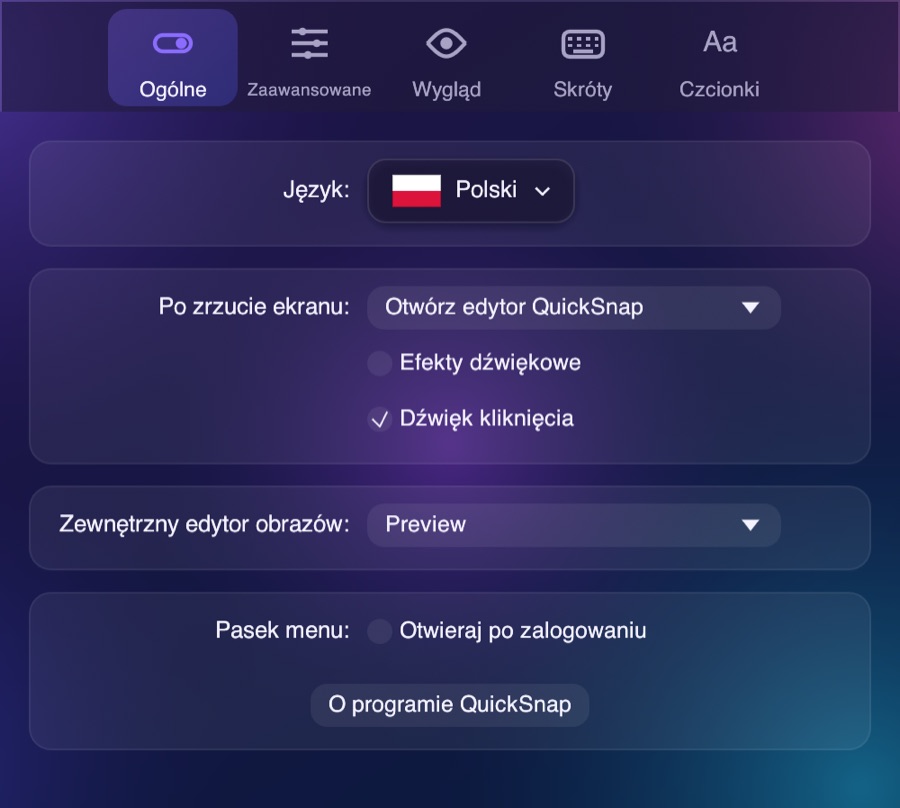 Aa
Ogólne Zaawansowane Wygląd Skróty Czcionki
Język: Polski
Po zrzucie ekranu: Otwórz edytor QuickSnap
Efekty dźwiękowe
Dźwięk kliknięcia
Zewnętrzny edytor obrazów: Preview
Pasek menu: Otwieraj po zalogowaniu
O programie QuickSnap